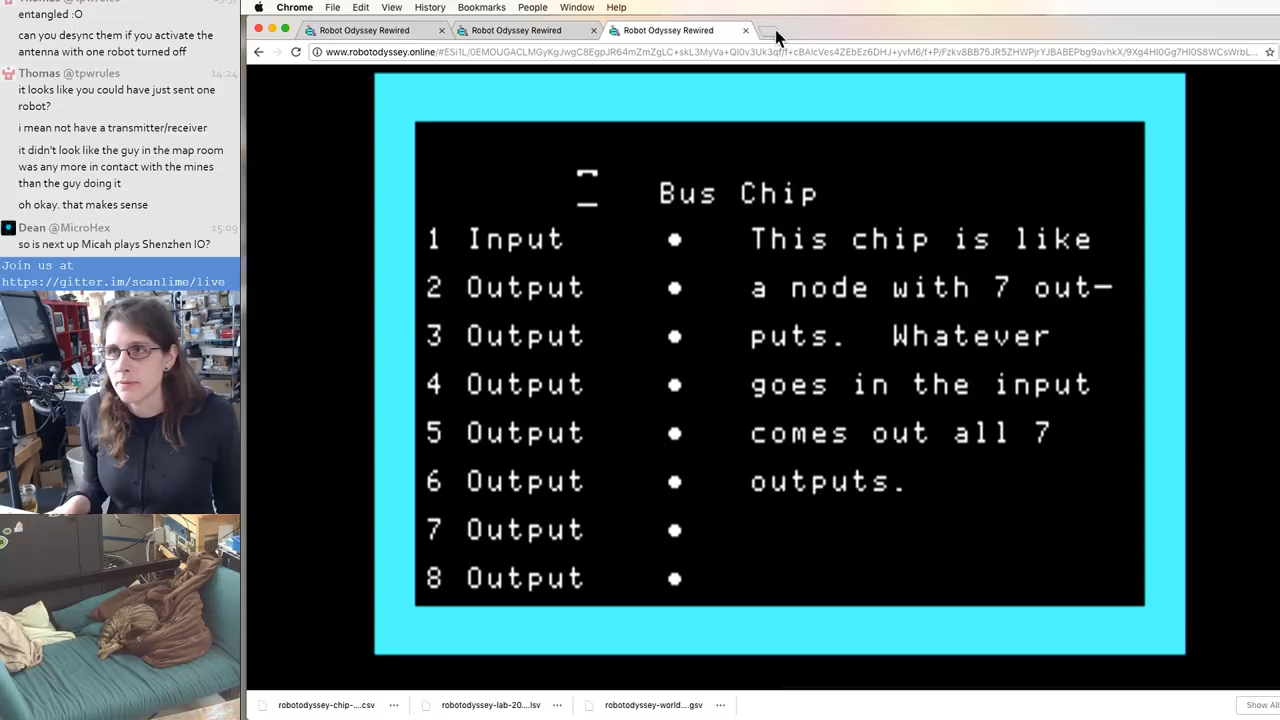 Thomas @tpwrules
entangled :O
can you desync them if you activate the
antenna with one robot turned off
Thomas @tpwrules 14:24
it looks like you could have just sent one
robot?
i mean not have a transmitter/receiver
it didn't look like the guy in the map room
was any more in contact with the mines
than the guy doing it
oh okay. that makes sense
Dean @MicroHex 15:09
so is next up Micah plays Shenzhen IO?
Join us at
https://gitter.im/scanlime/live
Chrome File Edit View History Bookmarks People Window Help
Robot Odyssey Rewired
Robot Odyssey Rewired
Robot Odyssey Rewired
Bus Chip
1 Input This chip is like
2 Output a node with 7 out-
3 Output puts. Whatever
4 Output goes in the input
5 Output comes out all 7
6 Output outputs.
7 Output
8 Output
robotodyssey-chip-....csv
robotodyssey-lab-20....lsv
robotodyssey-world....gsv
Show All